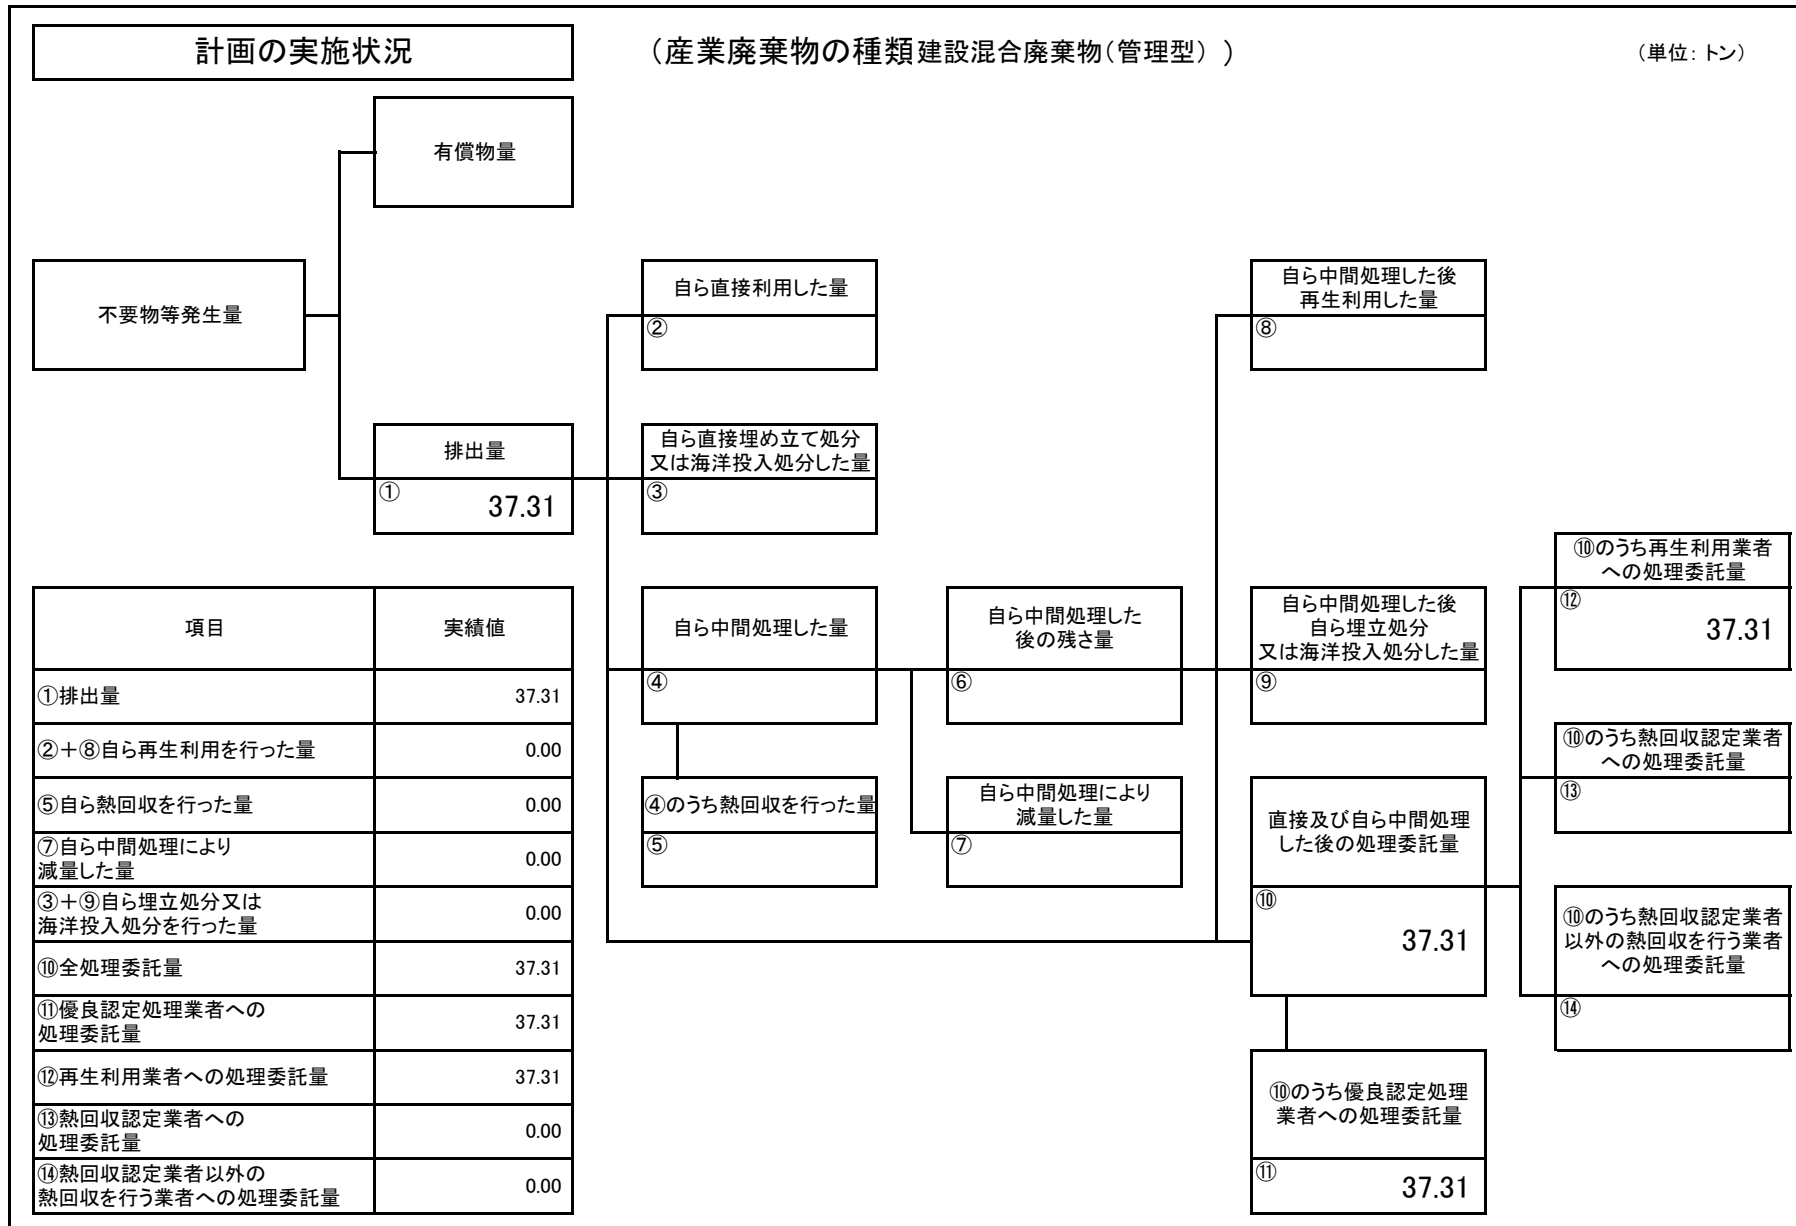 計画の実施状況
（産業廃棄物の種類建設混合廃棄物（管理型））
（単位：トン）
有償物量
不要物等発生量
自ら直接利用した量
②
自ら中間処理した後
再生利用した量
⑧
排出量
①
37.31
自ら直接埋め立て処分
又は海洋投入処分した量
③
⑩のうち再生利用業者
への処理委託量
⑫
37.31
自ら中間処理した量
④
自ら中間処理した
後の残さ量
⑥
自ら中間処理した後
自ら埋立処分
又は海洋投入処分した量
⑨
⑩のうち熱回収認定業者
への処理委託量
⑬
④のうち熱回収を行った量
⑤
自ら中間処理により
減量した量
⑦
直接及び自ら中間処理
した後の処理委託量
⑩
37.31
⑩のうち熱回収認定業者
以外の熱回収を行う業者
への処理委託量
⑭
⑩のうち優良認定処理
業者への処理委託量
⑪
37.31
項目 実績値
①排出量 37.31
②＋⑧自ら再生利用を行った量 0.00
⑤自ら熱回収を行った量 0.00
⑦自ら中間処理により
減量した量 0.00
③＋⑨自ら埋立処分又は
海洋投入処分を行った量 0.00
⑩全処理委託量 37.31
⑪優良認定処理業者への
処理委託量 37.31
⑫再生利用業者への処理委託量 37.31
⑬熱回収認定業者への
処理委託量 0.00
⑭熱回収認定業者以外の
熱回収を行う業者への処理委託量 0.00